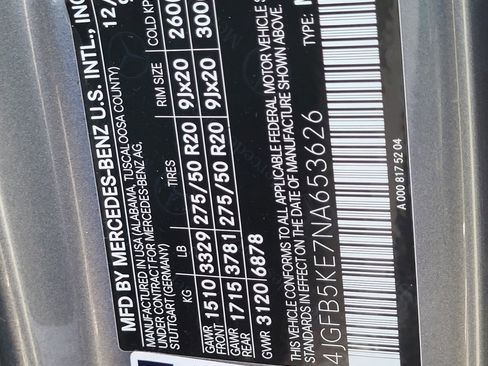 MFD BY MERCEDES-BENZ U.S. INTL., INC
12/
MANUFACTURED IN USA (ALABAMA, TUSCALOOSA COUNTY)
UNDER CONTRACT FOR MERCEDES-BENZ AG,
STUTTGART (GERMANY)
KG LB TIRES RIM SIZE COLD KP
GAWR FRONT 1510 3329 275/50 R20 9Jx20 260
GAWR REAR 1715 3781 275/50 R20 9Jx20 300
GVWR 3120 6878
THIS VEHICLE CONFORMS TO ALL APPLICABLE FEDERAL MOTOR VEHICLE S
IN EFFECT ON THE DATE OF MANUFACTURE SHOWN ABOVE.
4JGFB5KE7NA653626 TYPE:
A 000 817 52 04